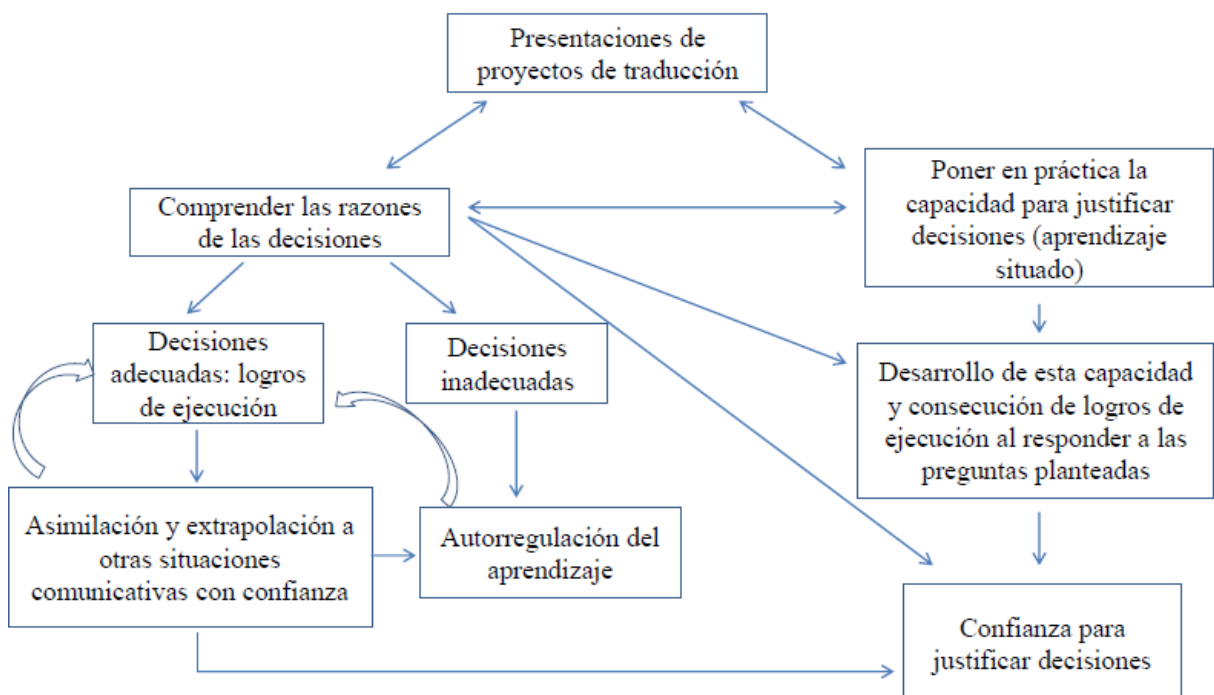 Presentaciones de
proyectos de traducción
Comprender las razones
de las decisiones
Poner en práctica la
capacidad para justificar
decisiones (aprendizaje
situado)
Decisiones
adecuadas: logros
de ejecución
Decisiones
inadecuadas
Desarrollo de esta capacidad
y consecución de logros de
ejecución al responder a las
preguntas planteadas
Asimilación y extrapolación a
otras situaciones
comunicativas con confianza
Autorregulación del
aprendizaje
Confianza para
justificar decisiones